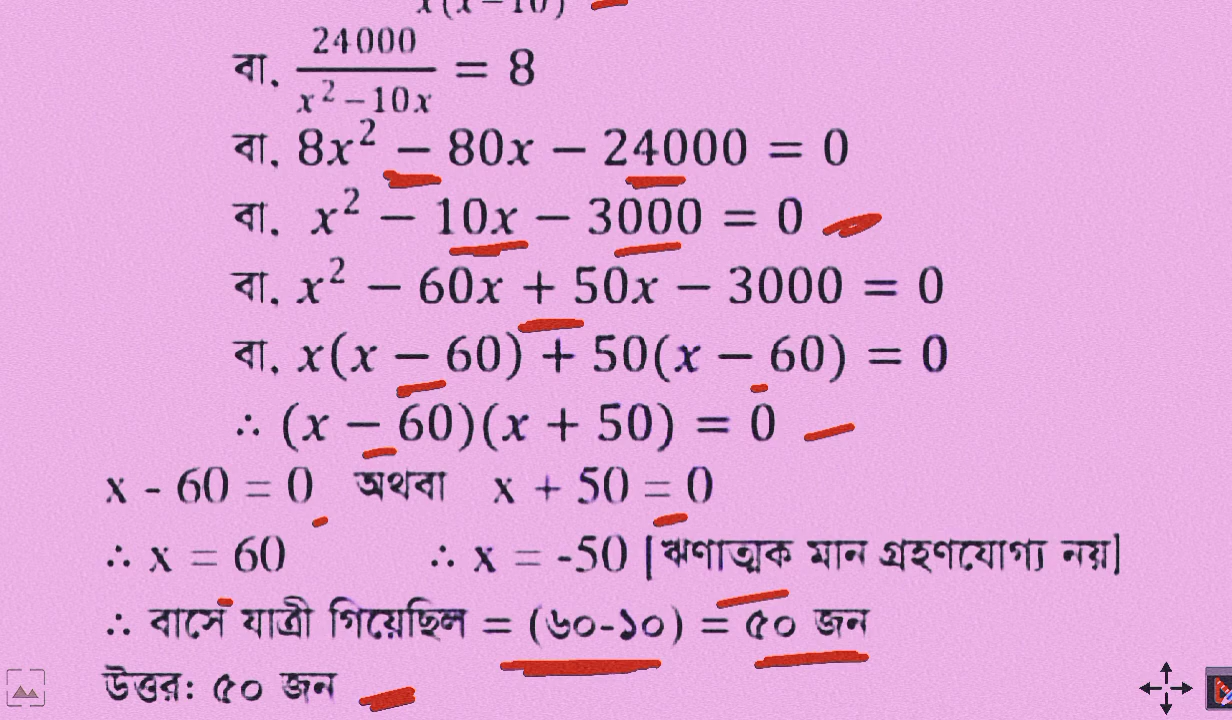 x(x−10)
বা, 24000/(x² − 10x) = 8
বা, 8x² − 80x − 24000 = 0
বা, x² − 10x − 3000 = 0
বা, x² − 60x + 50x − 3000 = 0
বা, x(x − 60) + 50(x − 60) = 0
∴ (x − 60)(x + 50) = 0
x - 60 = 0 অথবা x + 50 = 0
∴ x = 60 ∴ x = -50 [ঋণাত্মক মান গ্রহণযোগ্য নয়]
∴ বাসে যাত্রী গিয়েছিল = (৬০-১০) = ৫০ জন
উত্তর: ৫০ জন